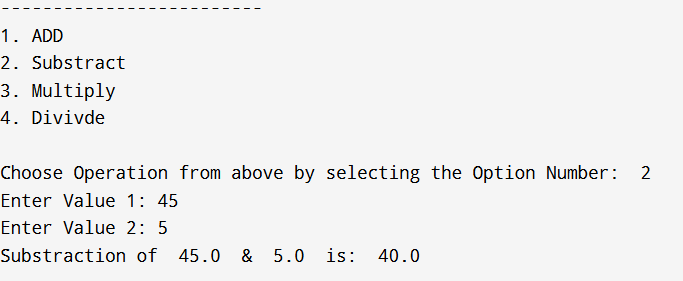 -------------------------
1. ADD
2. Substract
3. Multiply
4. Divivde
Choose Operation from above by selecting the Option Number:  2
Enter Value 1: 45
Enter Value 2: 5
Substraction of  45.0  &  5.0  is:  40.0